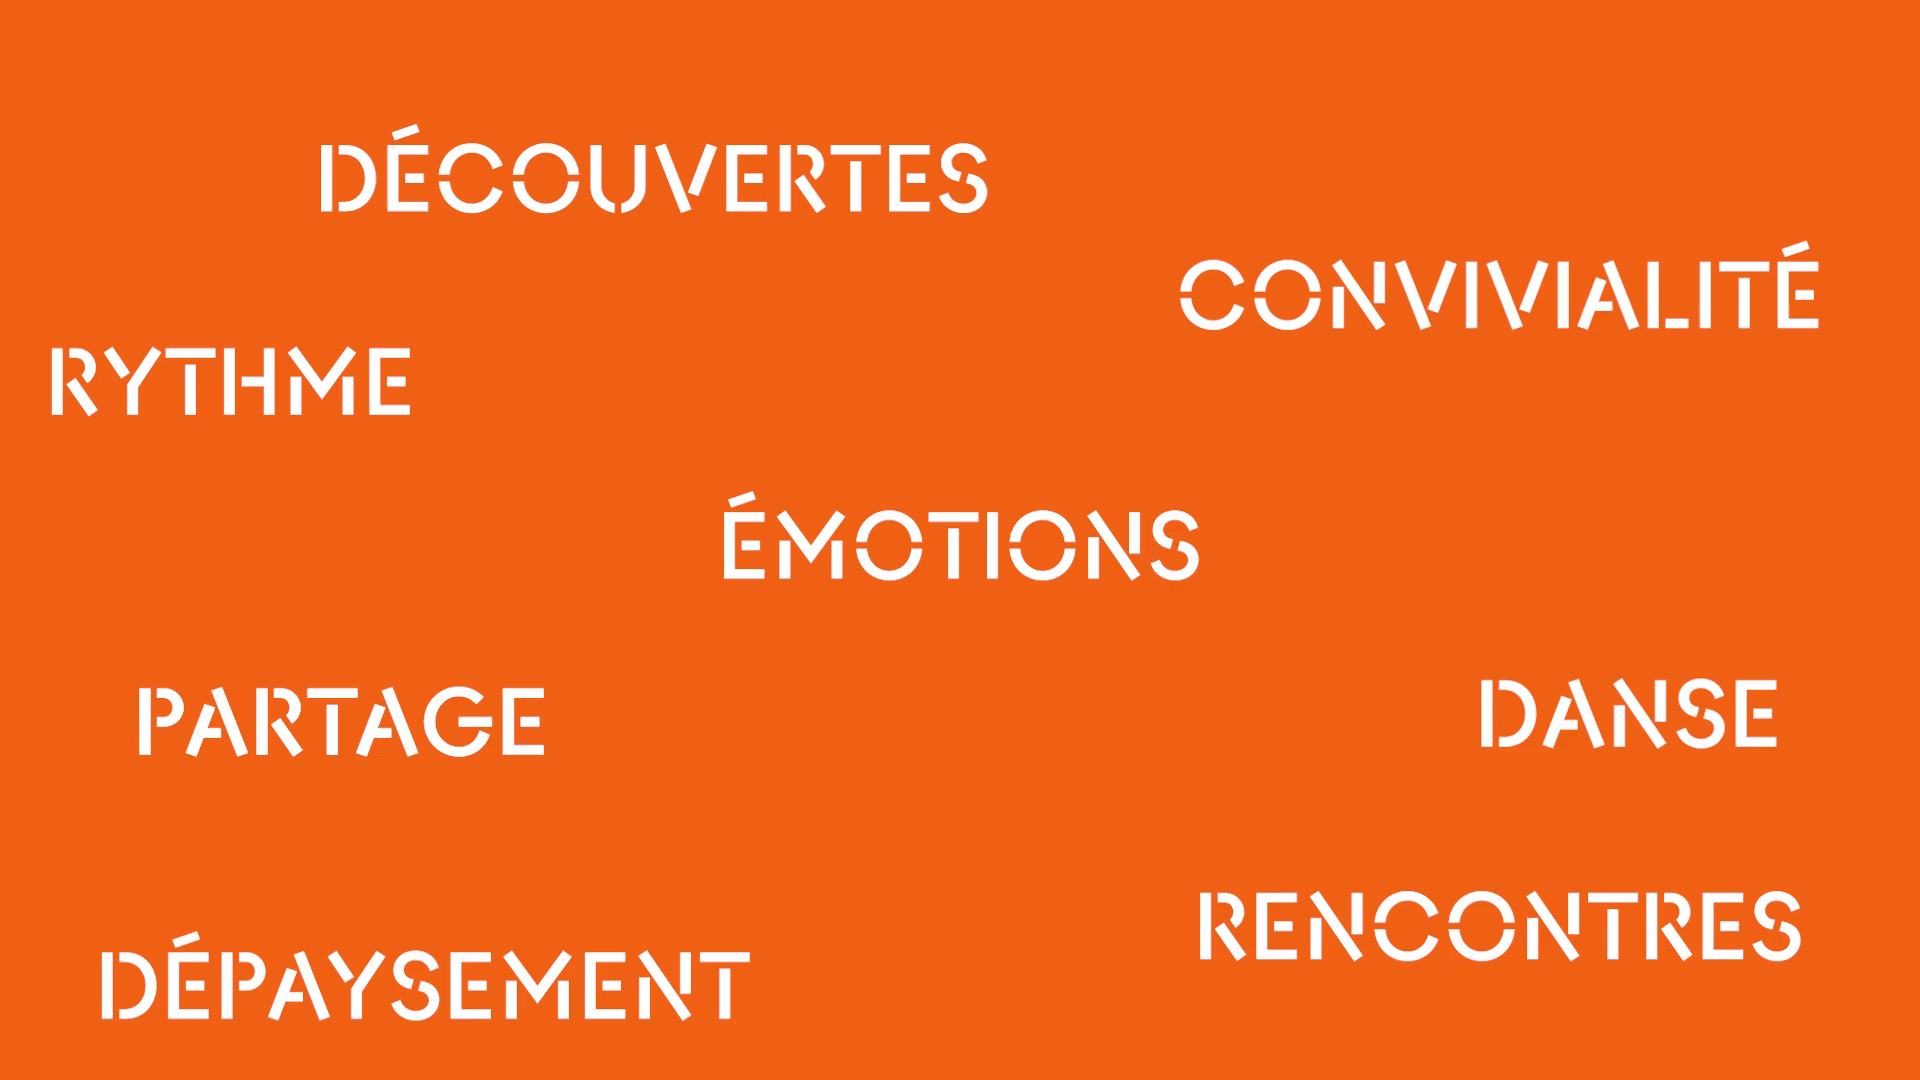 DÉCOUVERTES
CONVIVIALITÉ
RYTHME
ÉMOTIONS
PARTAGE
DANSE
RENCONTRES
DÉPAYSEMENT